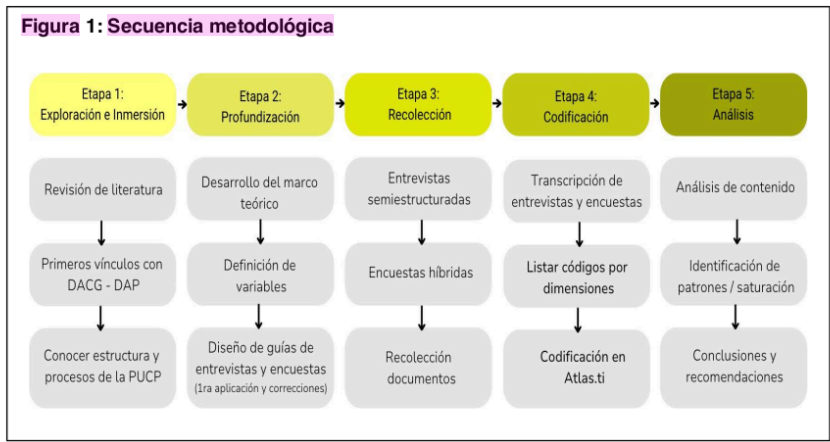 Figura 1: Secuencia metodológica
Etapa 1:
Exploración e Inmersión
Etapa 2:
Profundización
Etapa 3:
Recolección
Etapa 4:
Codificación
Etapa 5:
Análisis
Revisión de literatura
Desarrollo del marco
teórico
Entrevistas
semiestructuradas
Transcripción de
entrevistas y encuestas
Análisis de contenido
Primeros vínculos con
DACG - DAP
Definición de
variables
Encuestas híbridas
Listar códigos por
dimensiones
Identificación de
patrones / saturación
Conocer estructura y
procesos de la PUCP
Diseño de guías de
entrevistas y encuestas
(1ra aplicación y correcciones)
Recolección
documentos
Codificación en
Atlas.ti
Conclusiones y
recomendaciones